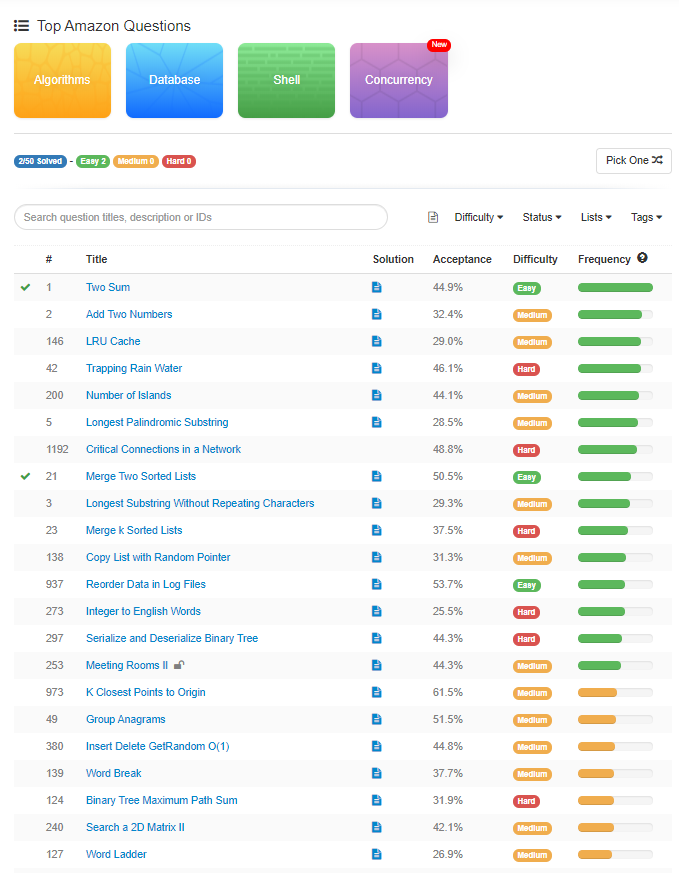 Top Amazon Questions
New
Algorithms Database Shell Concurrency
2/50 Solved - Easy 2 Medium 0 Hard 0 Pick One
Search question titles, description or IDs Difficulty Status Lists Tags
# Title Solution Acceptance Difficulty Frequency
1 Two Sum 44.9% Easy
2 Add Two Numbers 32.4% Medium
146 LRU Cache 29.0% Medium
42 Trapping Rain Water 46.1% Hard
200 Number of Islands 44.1% Medium
5 Longest Palindromic Substring 28.5% Medium
1192 Critical Connections in a Network 48.8% Hard
21 Merge Two Sorted Lists 50.5% Easy
3 Longest Substring Without Repeating Characters 29.3% Medium
23 Merge k Sorted Lists 37.5% Hard
138 Copy List with Random Pointer 31.3% Medium
937 Reorder Data in Log Files 53.7% Easy
273 Integer to English Words 25.5% Hard
297 Serialize and Deserialize Binary Tree 44.3% Hard
253 Meeting Rooms II 44.3% Medium
973 K Closest Points to Origin 61.5% Medium
49 Group Anagrams 51.5% Medium
380 Insert Delete GetRandom O(1) 44.8% Medium
139 Word Break 37.7% Medium
124 Binary Tree Maximum Path Sum 31.9% Hard
240 Search a 2D Matrix II 42.1% Medium
127 Word Ladder 26.9% Medium